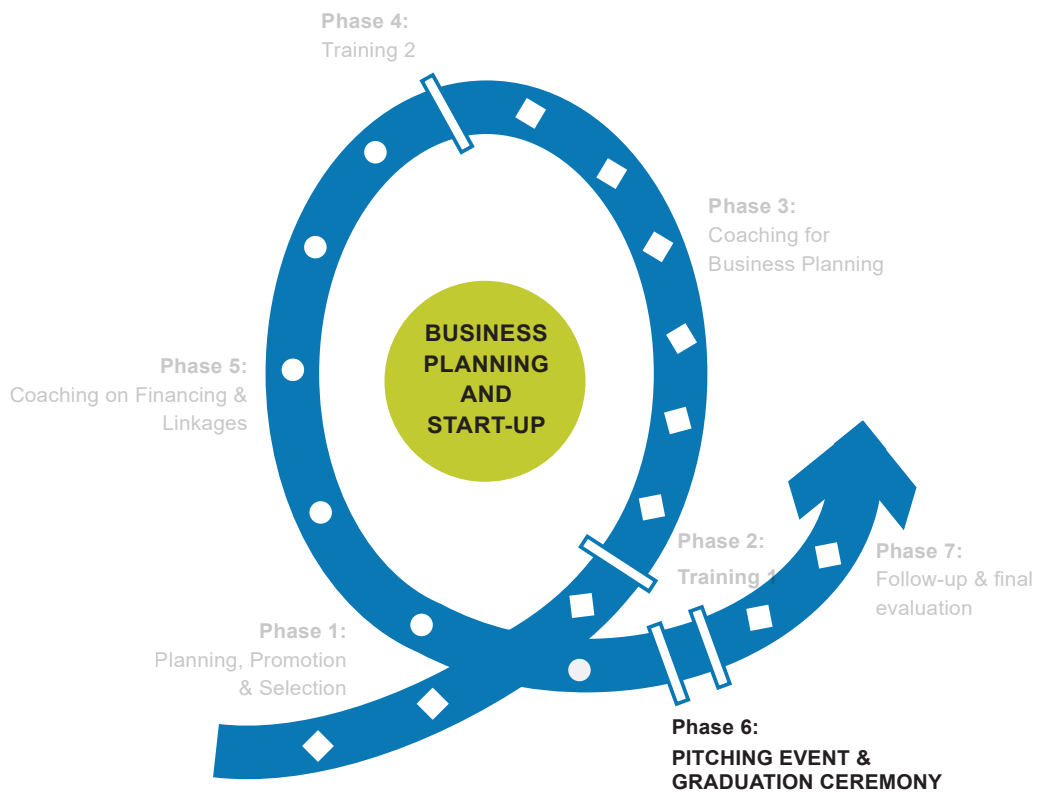 Phase 4:
Training 2
Phase 3:
Coaching for
Business Planning
BUSINESS
PLANNING
AND
START-UP
Phase 5:
Coaching on Financing &
Linkages
Phase 2:
Training 1
Phase 7:
Follow-up & final
evaluation
Phase 1:
Planning, Promotion
& Selection
Phase 6:
PITCHING EVENT &
GRADUATION CEREMONY